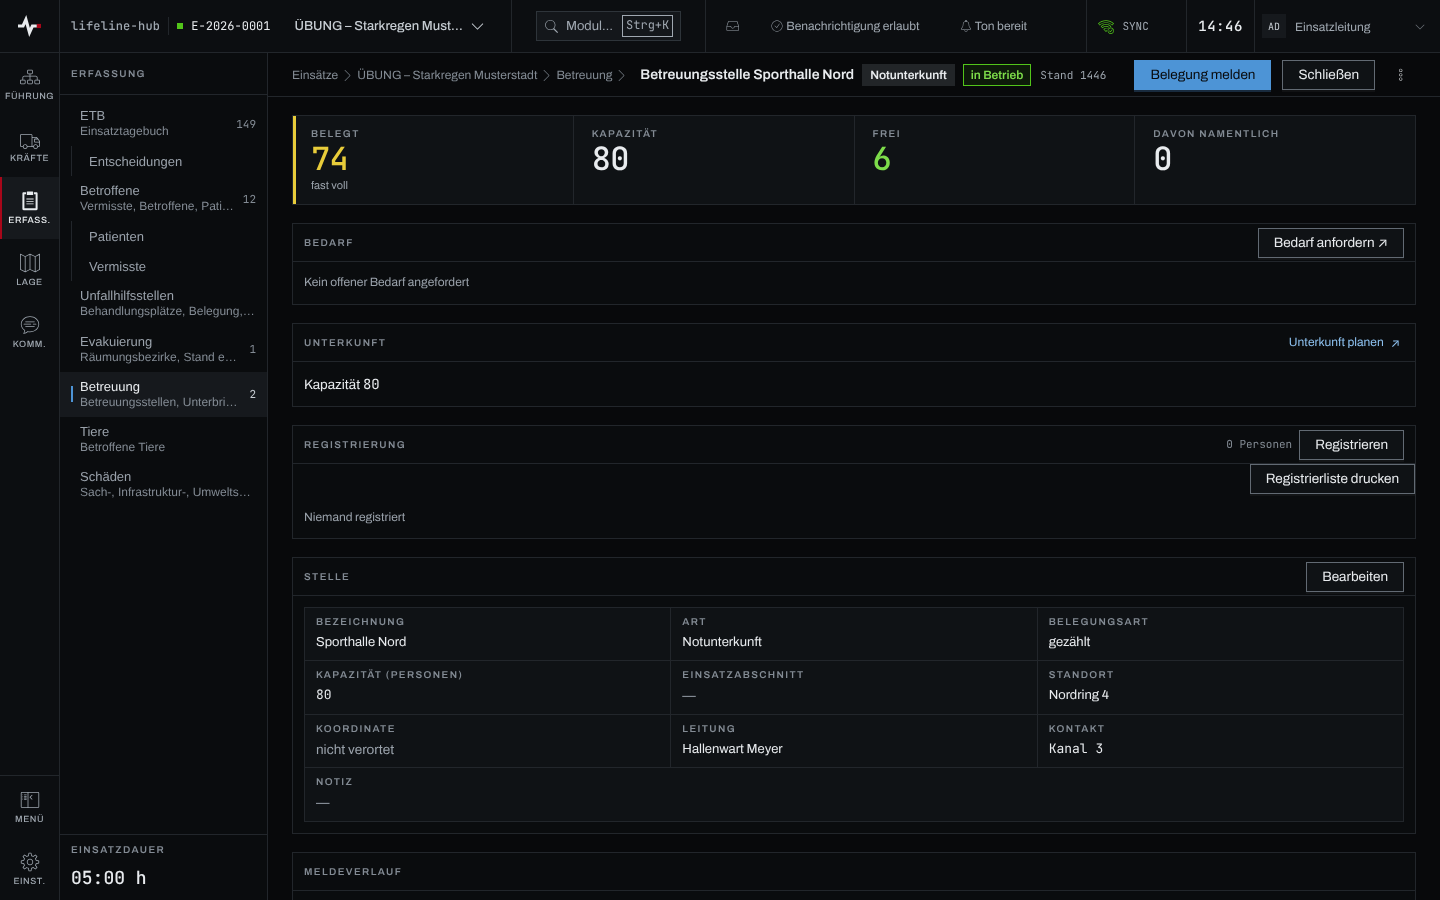 lifeline-hub
E-2026-0001
ÜBUNG – Starkregen Must...
Modul...
Strg+K
Benachrichtigung erlaubt
Ton bereit
SYNC
14:46
AD
Einsatzleitung
FÜHRUNG
KRÄFTE
ERFASS.
LAGE
KOMM.
MENÜ
EINST.
ERFASSUNG
ETB
Einsatztagebuch
149
Entscheidungen
Betroffene
Vermisste, Betroffene, Pati...
12
Patienten
Vermisste
Unfallhilfsstellen
Behandlungsplätze, Belegung,...
Evakuierung
Räumungsbezirke, Stand e...
1
Betreuung
Betreuungsstellen, Unterbri...
2
Tiere
Betroffene Tiere
Schäden
Sach-, Infrastruktur-, Umwelts...
EINSATZDAUER
05:00 h
Einsätze
ÜBUNG – Starkregen Musterstadt
Betreuung
Betreuungsstelle Sporthalle Nord
Notunterkunft
in Betrieb
Stand 1446
Belegung melden
Schließen
BELEGT
74
fast voll
KAPAZITÄT
80
FREI
6
DAVON NAMENTLICH
0
BEDARF
Bedarf anfordern ↗
Kein offener Bedarf angefordert
UNTERKUNFT
Unterkunft planen ↗
Kapazität 80
REGISTRIERUNG
0 Personen
Registrieren
Registrierliste drucken
Niemand registriert
STELLE
Bearbeiten
BEZEICHNUNG
Sporthalle Nord
ART
Notunterkunft
BELEGUNGSART
gezählt
KAPAZITÄT (PERSONEN)
80
EINSATZABSCHNITT
—
STANDORT
Nordring 4
KOORDINATE
nicht verortet
LEITUNG
Hallenwart Meyer
KONTAKT
Kanal 3
NOTIZ
—
MELDEVERLAUF